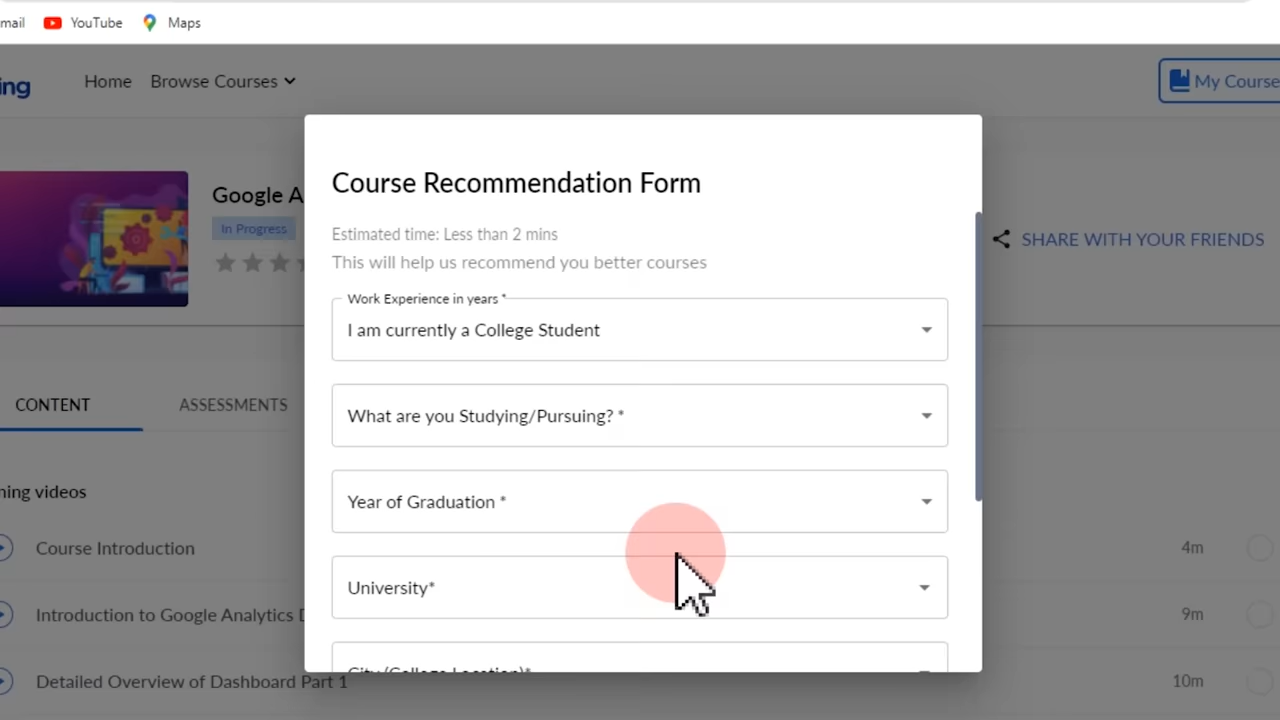 mail YouTube Maps
ing Home Browse Courses My Course
Google A
In Progress
SHARE WITH YOUR FRIENDS
Course Recommendation Form
Estimated time: Less than 2 mins
This will help us recommend you better courses
Work Experience in years *
I am currently a College Student
What are you Studying/Pursuing? *
Year of Graduation *
University*
City (College Location)*
CONTENT ASSESSMENTS
ning videos
Course Introduction 4m
Introduction to Google Analytics D 9m
Detailed Overview of Dashboard Part 1 10m